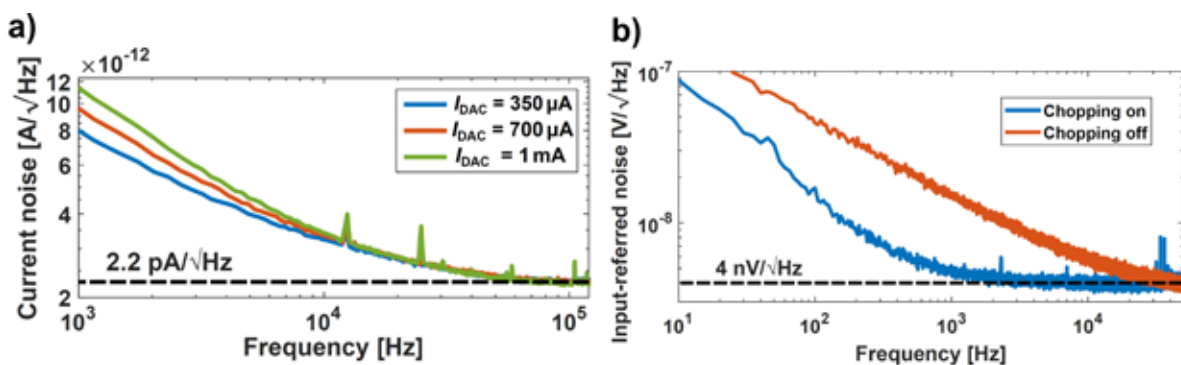 a)
×10⁻¹²
Current noise [A/√Hz]
12
10
8
6
4
2
I_DAC = 350 µA
I_DAC = 700 µA
I_DAC = 1 mA
2.2 pA/√Hz
10³
10⁴
10⁵
Frequency [Hz]
b)
Input-referred noise [V/√Hz]
10⁻⁷
10⁻⁸
Chopping on
Chopping off
4 nV/√Hz
10¹
10²
10³
10⁴
Frequency [Hz]